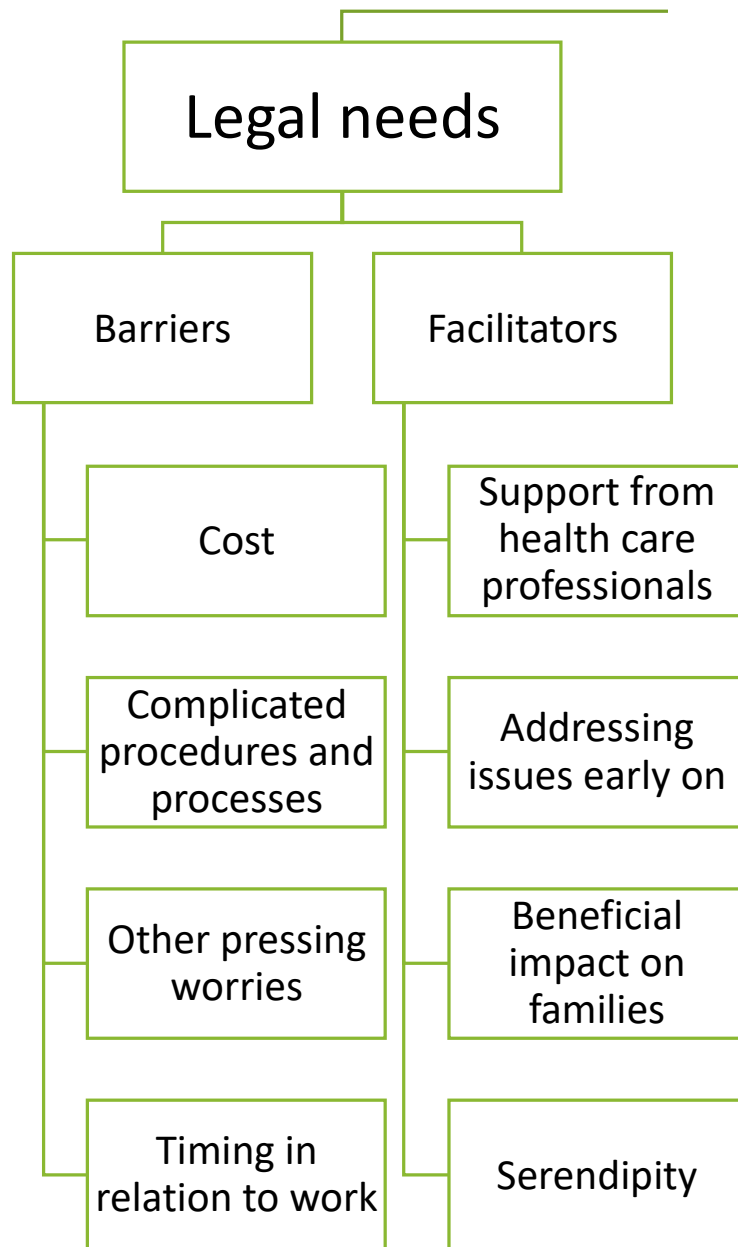 Legal needs
Barriers
Facilitators
Cost
Support from
health care
professionals
Complicated
procedures and
processes
Addressing
issues early on
Other pressing
worries
Beneficial
impact on
families
Timing in
relation to work
Serendipity